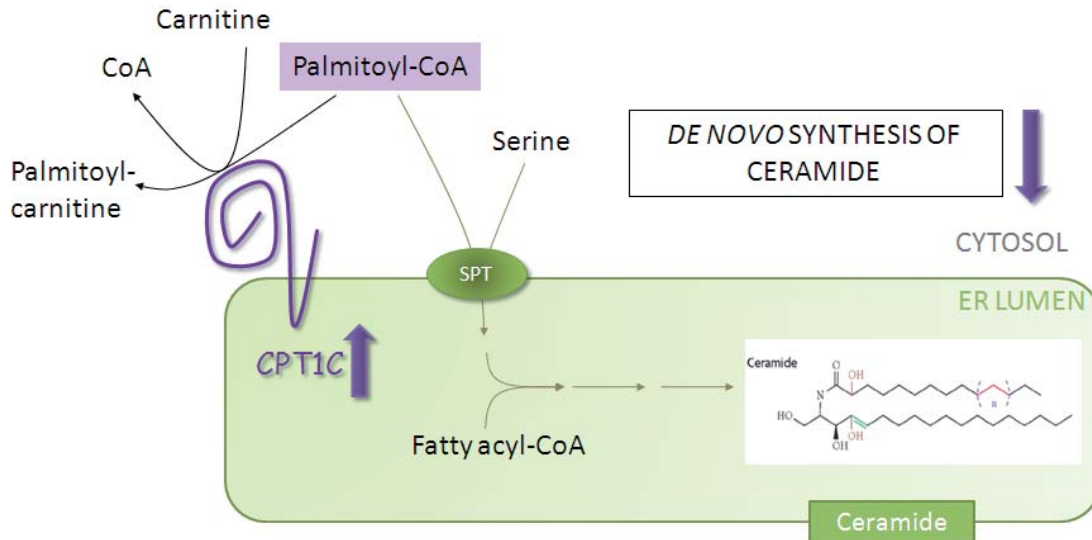 Carnitine
CoA
Palmitoyl-CoA
Palmitoyl-
carnitine
Serine
DE NOVO SYNTHESIS OF
CERAMIDE
CYTOSOL
SPT
ER LUMEN
CPT1C
Fatty acyl-CoA
Ceramide
O
OH
N
n
HO
OH
OH
Ceramide